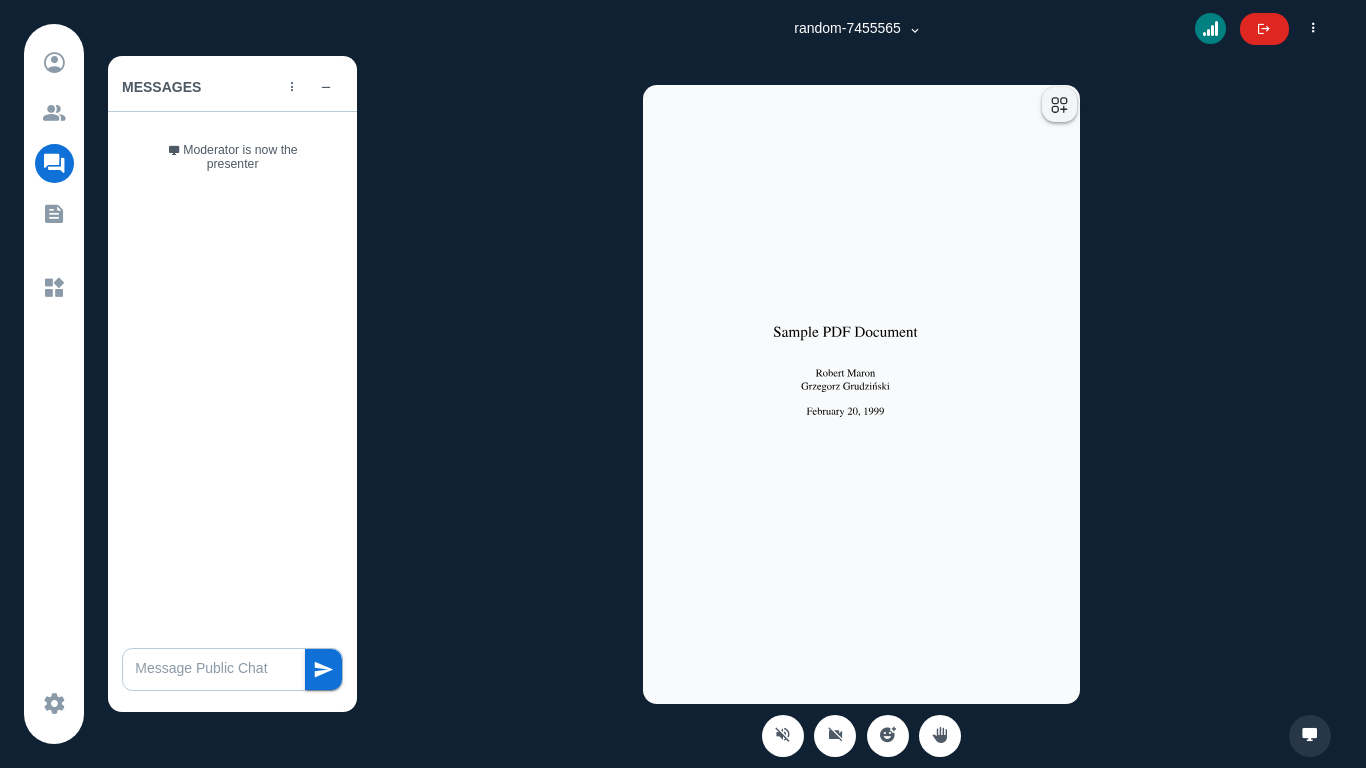 random-7455565
MESSAGES
Moderator is now the
presenter
Message Public Chat
Sample PDF Document
Robert Maron
Grzegorz Grudziński
February 20, 1999